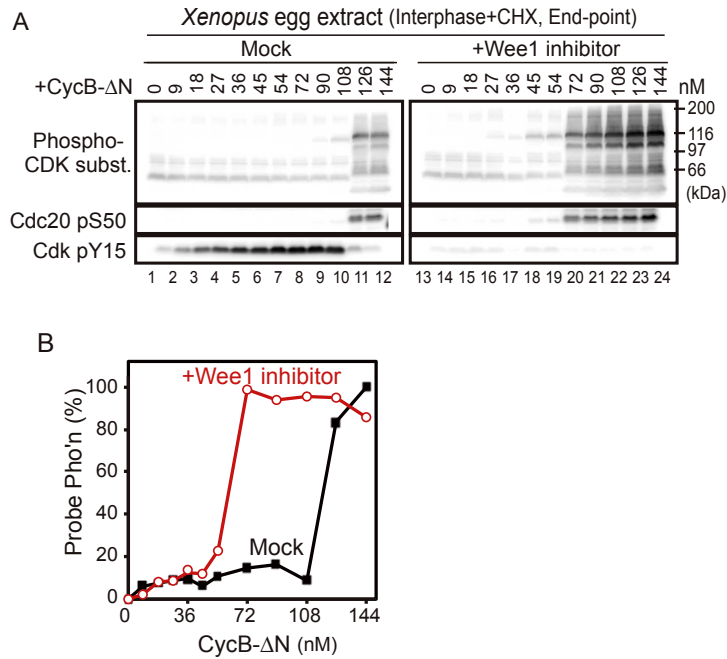 A
Xenopus egg extract (Interphase+CHX, End-point)
Mock
+Wee1 inhibitor
+CycB-ΔN
0 9 18 27 36 45 54 72 90 108 126 144
0 9 18 27 36 45 54 72 90 108 126 144 nM
Phospho-
CDK subst.
200
116
97
66
(kDa)
Cdc20 pS50
Cdk pY15
1 2 3 4 5 6 7 8 9 10 11 12
13 14 15 16 17 18 19 20 21 22 23 24
B
Probe Pho'n (%)
100
80
60
40
20
0
+Wee1 inhibitor
Mock
0 36 72 108 144
CycB-ΔN (nM)